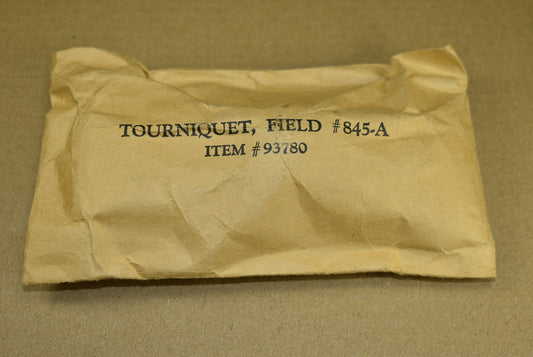 TOURNIQUET, FIELD #845-A
ITEM #93780